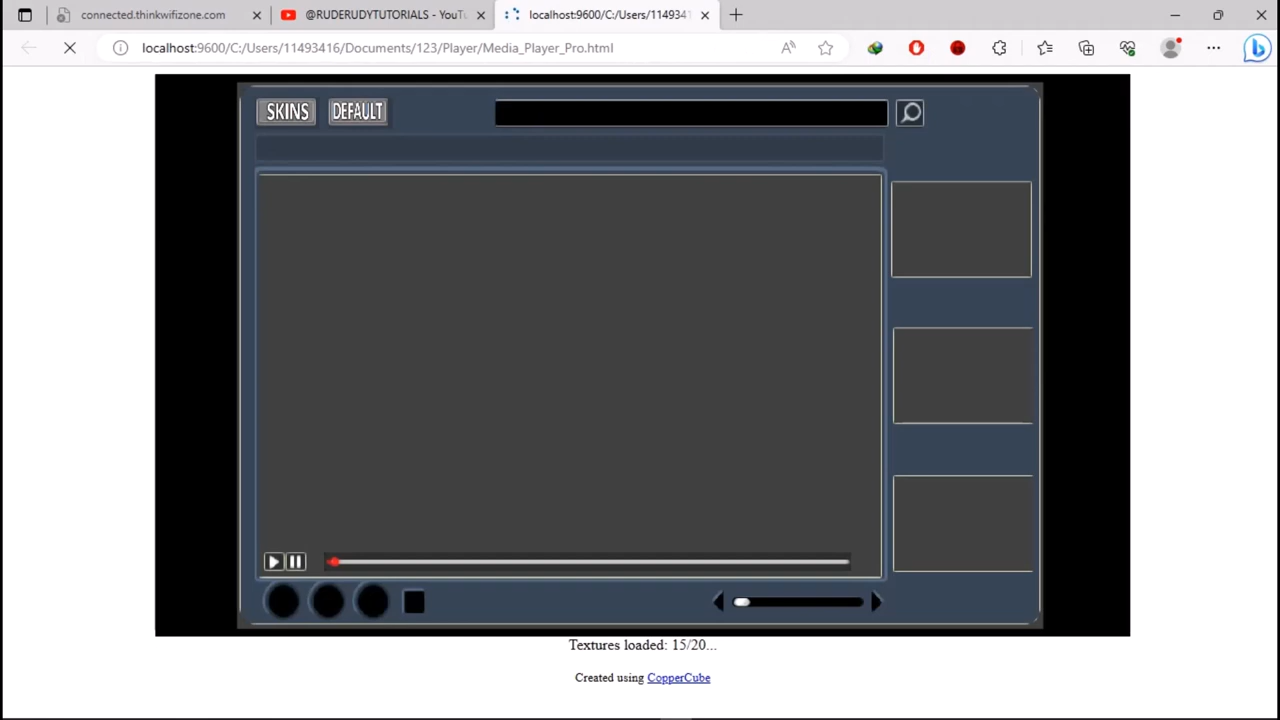 connected.thinkwifizone.com
@RUDERUDYTUTORIALS - YouTu
localhost:9600/C:/Users/11493416
localhost:9600/C:/Users/11493416/Documents/123/Player/Media_Player_Pro.html
SKINS
DEFAULT
Textures loaded: 15/20...
Created using CopperCube